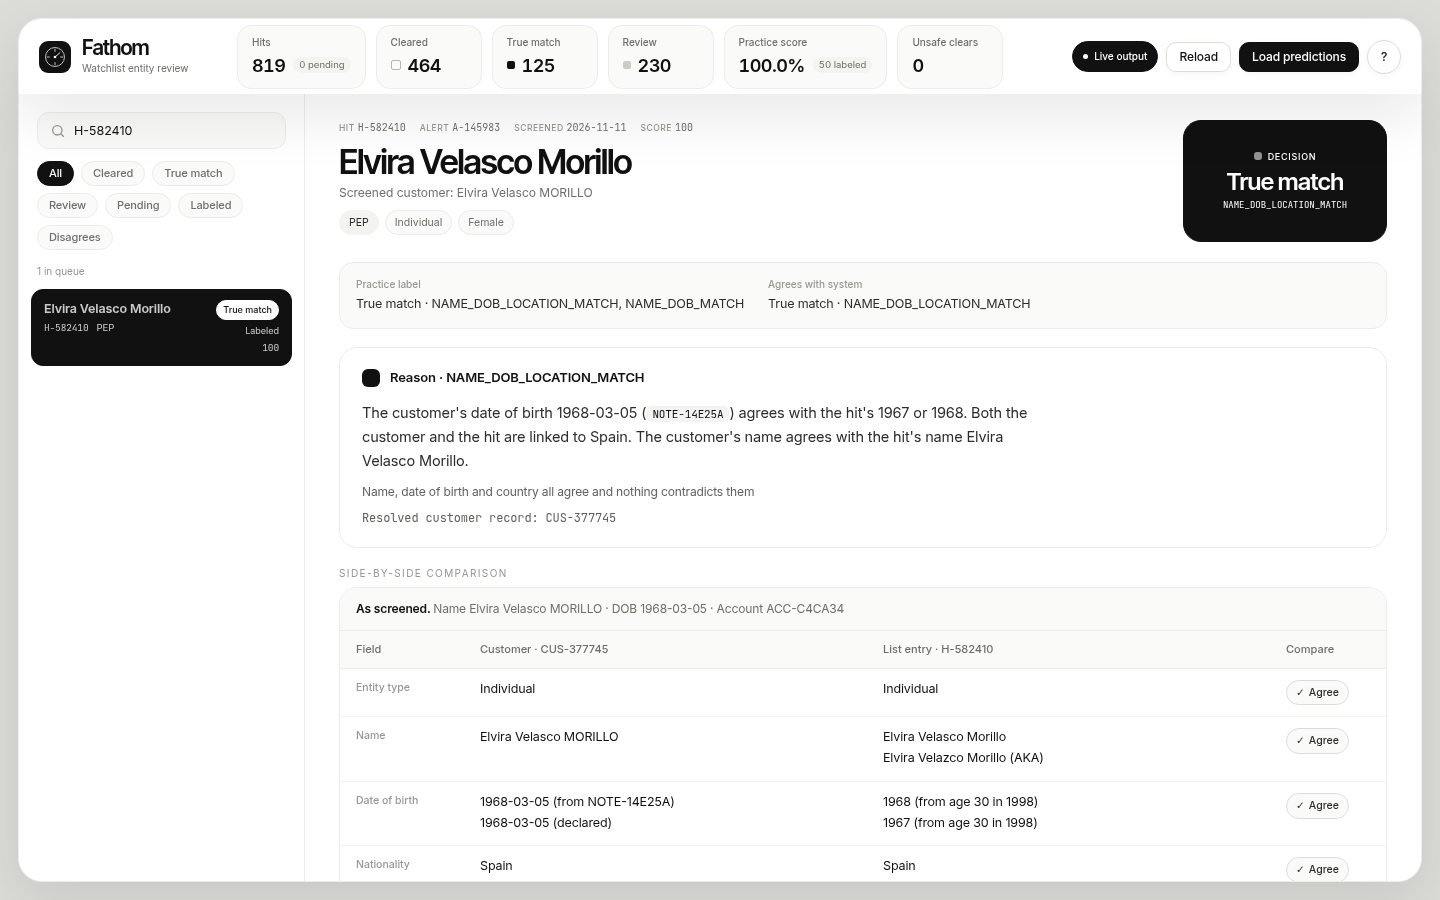 Fathom
Watchlist entity review
Hits
819 0 pending
Cleared
464
True match
125
Review
230
Practice score
100.0% 50 labeled
Unsafe clears
0
Live output
Reload
Load predictions
?
H-582410
All
Cleared
True match
Review
Pending
Labeled
Disagrees
1 in queue
Elvira Velasco Morillo
True match
H-582410 PEP
Labeled
100
HIT H-582410 ALERT A-145983 SCREENED 2026-11-11 SCORE 100
Elvira Velasco Morillo
Screened customer: Elvira Velasco MORILLO
PEP
Individual
Female
DECISION
True match
NAME_DOB_LOCATION_MATCH
Practice label
True match · NAME_DOB_LOCATION_MATCH, NAME_DOB_MATCH
Agrees with system
True match · NAME_DOB_LOCATION_MATCH
Reason · NAME_DOB_LOCATION_MATCH
The customer's date of birth 1968-03-05 ( NOTE-14E25A ) agrees with the hit's 1967 or 1968. Both the
customer and the hit are linked to Spain. The customer's name agrees with the hit's name Elvira
Velasco Morillo.
Name, date of birth and country all agree and nothing contradicts them
Resolved customer record: CUS-377745
SIDE-BY-SIDE COMPARISON
As screened. Name Elvira Velasco MORILLO · DOB 1968-03-05 · Account ACC-C4CA34
Field Customer · CUS-377745 List entry · H-582410 Compare
Entity type Individual Individual ✓ Agree
Name Elvira Velasco MORILLO Elvira Velasco Morillo ✓ Agree
Elvira Velazco Morillo (AKA)
Date of birth 1968-03-05 (from NOTE-14E25A) 1968 (from age 30 in 1998) ✓ Agree
1968-03-05 (declared) 1967 (from age 30 in 1998)
Nationality Spain Spain ✓ Agree